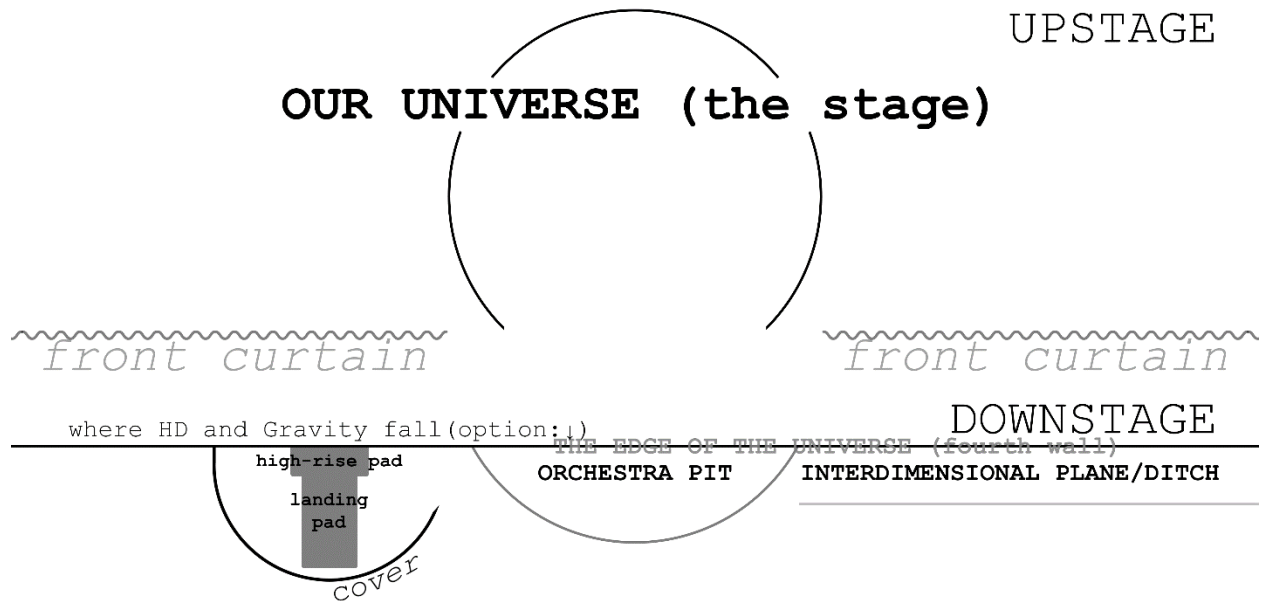 UPSTAGE
OUR UNIVERSE (the stage)
front curtain
front curtain
DOWNSTAGE
where HD and Gravity fall(option:↓)
THE EDGE OF THE UNIVERSE (fourth wall)
high-rise pad
ORCHESTRA PIT
INTERDIMENSIONAL PLANE/DITCH
landing
pad
cover